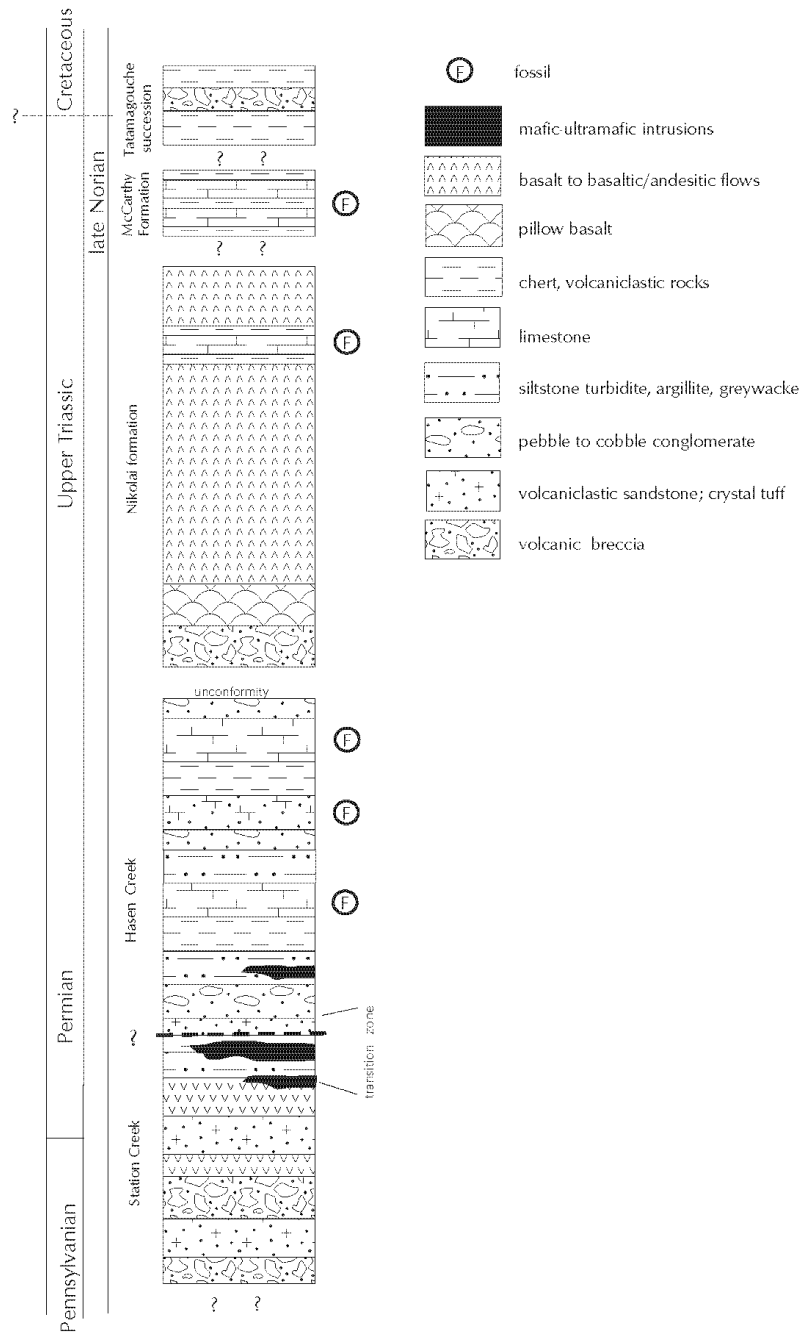 Cretaceous
?
Tatamagouche
succession
? ?
late Norian
McCarthy
Formation
F
? ?
F
Upper Triassic
Nikolai formation
unconformity
F
F
Hasen Creek
F
Permian
?
transition zone
Station Creek
Pennsylvanian
? ?
F fossil
mafic-ultramafic intrusions
basalt to basaltic/andesitic flows
pillow basalt
chert, volcaniclastic rocks
limestone
siltstone turbidite, argillite, greywacke
pebble to cobble conglomerate
volcaniclastic sandstone; crystal tuff
volcanic breccia